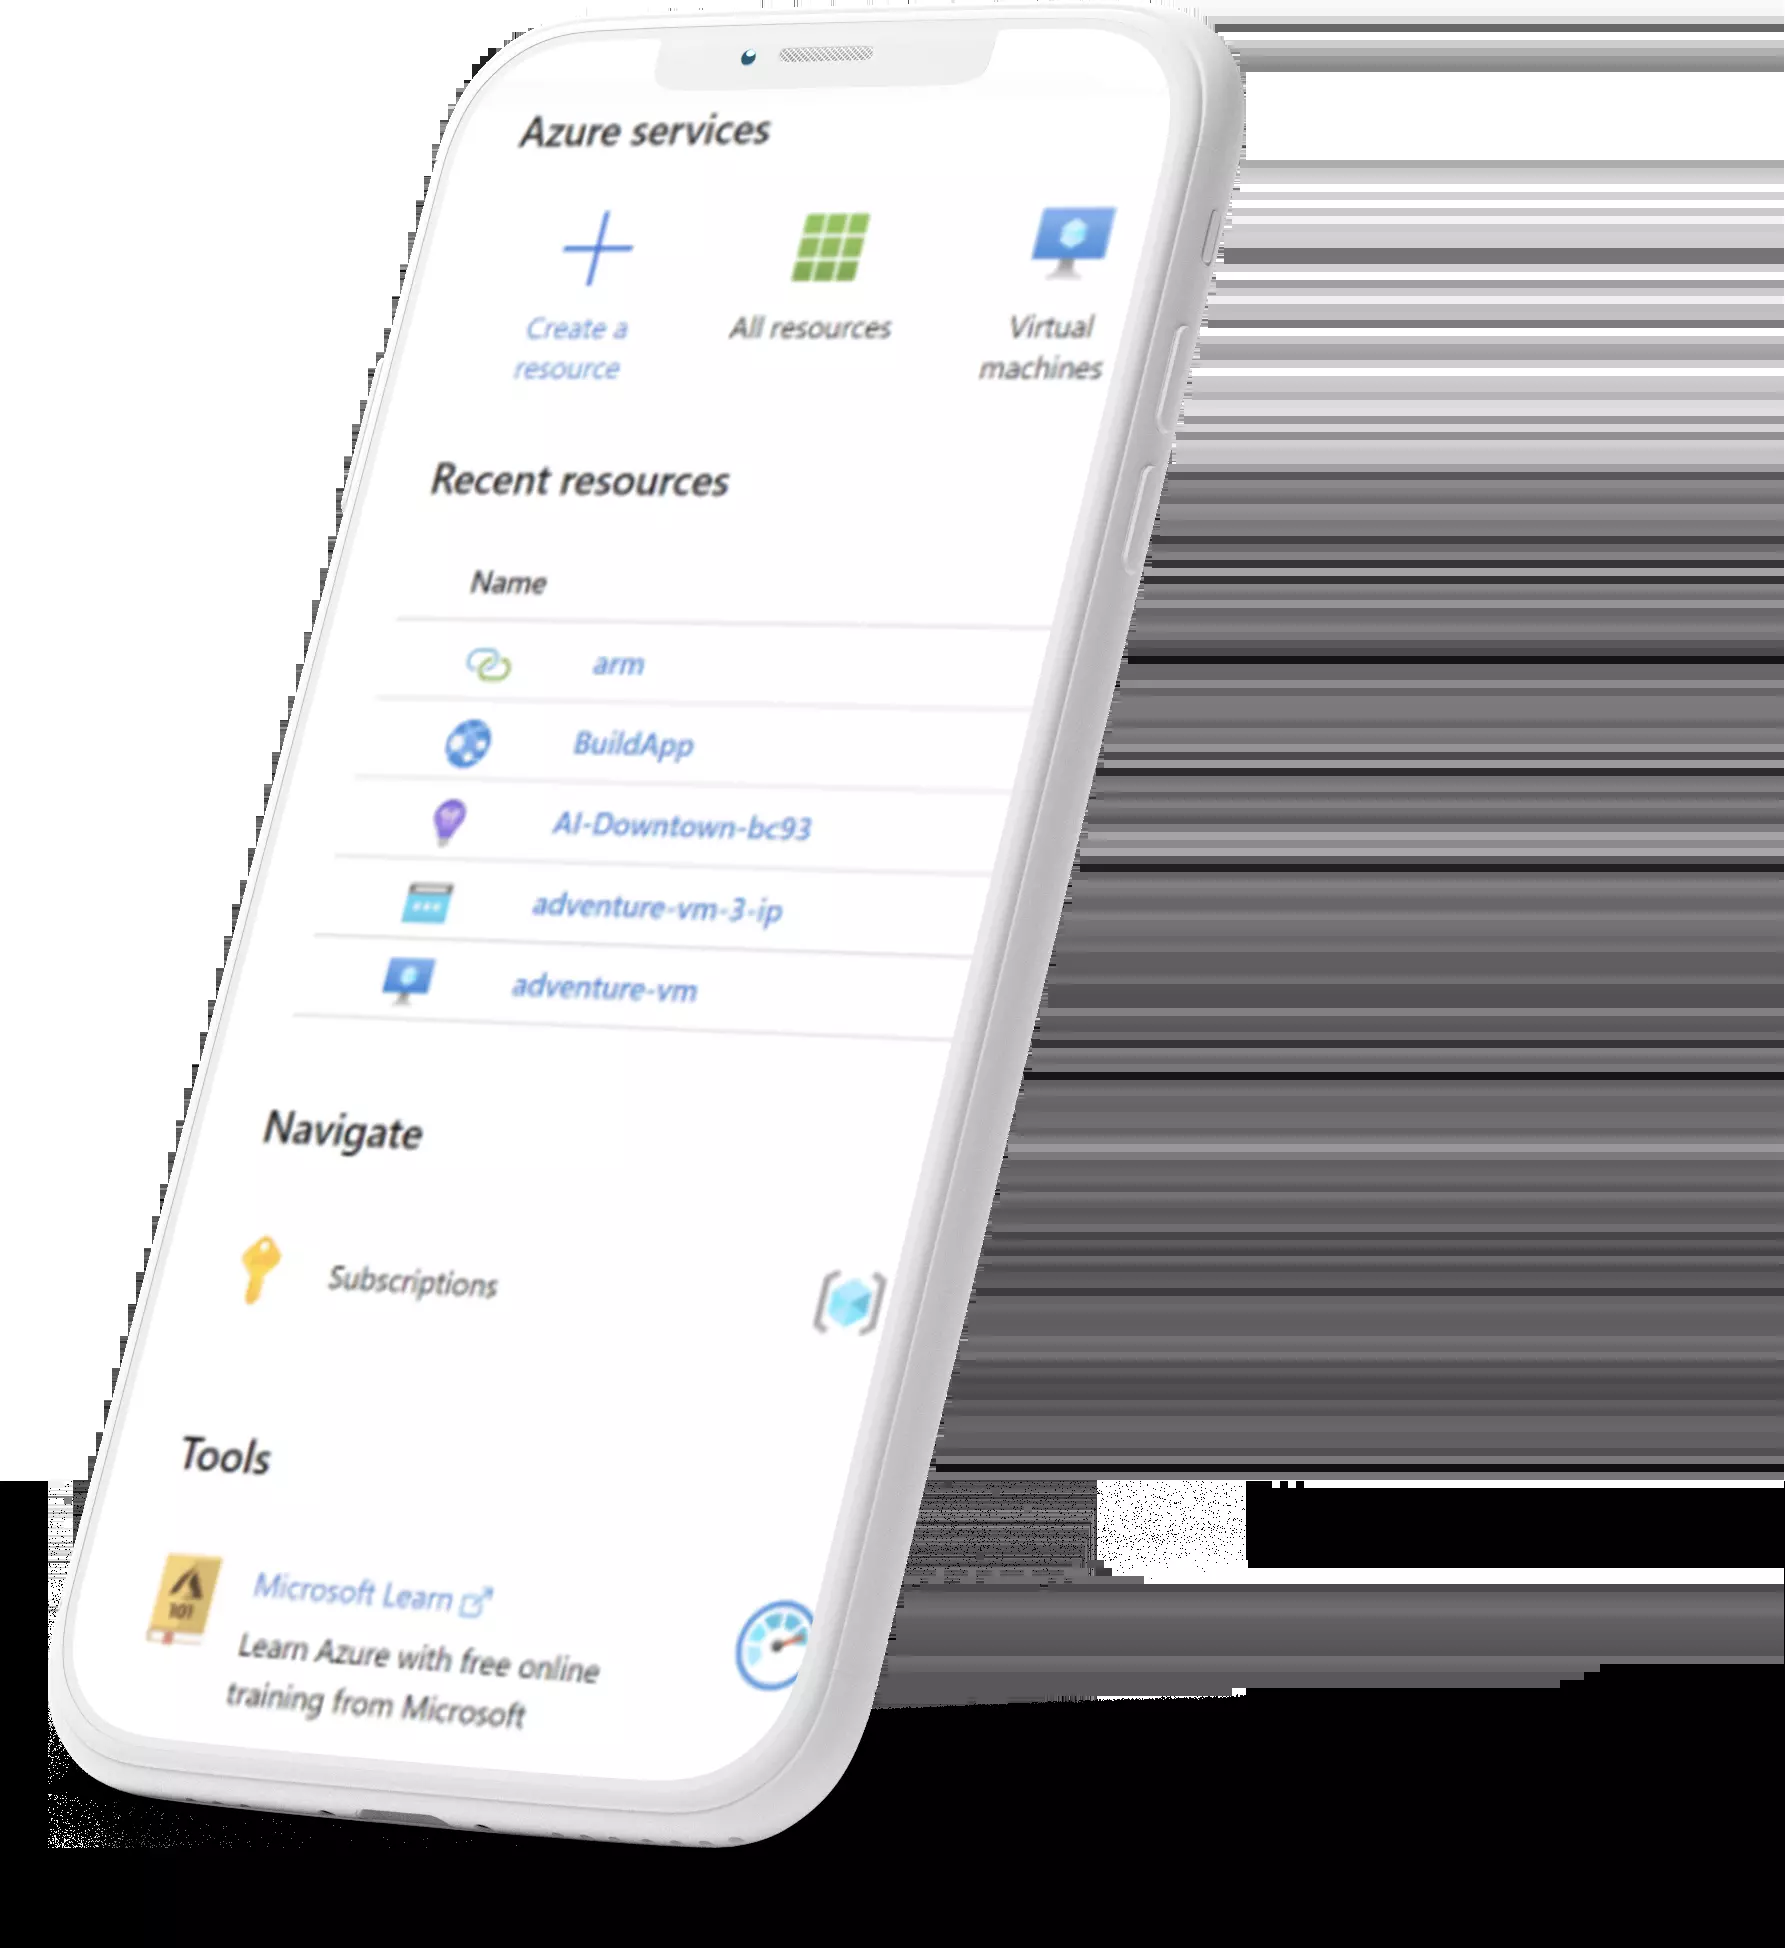 Azure services
Create a
resource
All resources
Virtual
machines
Recent resources
Name
arm
BuildApp
AI-Downtown-bc93
adventure-vm-3-ip
adventure-vm
Navigate
Subscriptions
Tools
101
Microsoft Learn
Learn Azure with free online
training from Microsoft